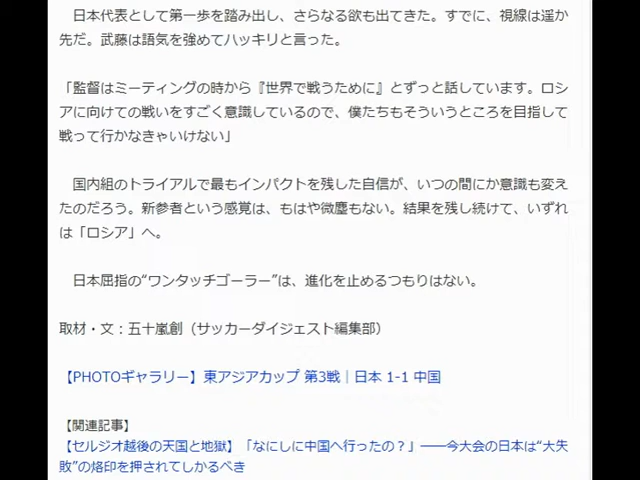 日本代表として第一歩を踏み出し、さらなる欲も出てきた。すでに、視線は遥か
先だ。武藤は語気を強めてハッキリと言った。
「監督はミーティングの時から『世界で戦うために』とずっと話しています。ロシ
アに向けての戦いをすごく意識しているので、僕たちもそういうところを目指して
戦って行かなきゃいけない」
国内組のトライアルで最もインパクトを残した自信が、いつの間にか意識も変え
たのだろう。新参者という感覚は、もはや微塵もない。結果を残し続けて、いずれ
は「ロシア」へ。
日本屈指の“ワンタッチゴーラー”は、進化を止めるつもりはない。
取材・文：五十嵐創（サッカーダイジェスト編集部）
【PHOTOギャラリー】東アジアカップ 第3戦｜日本 1-1 中国
【関連記事】
【セルジオ越後の天国と地獄】「なにしに中国へ行ったの？」――今大会の日本は“大失
敗”の烙印を押されてしかるべき